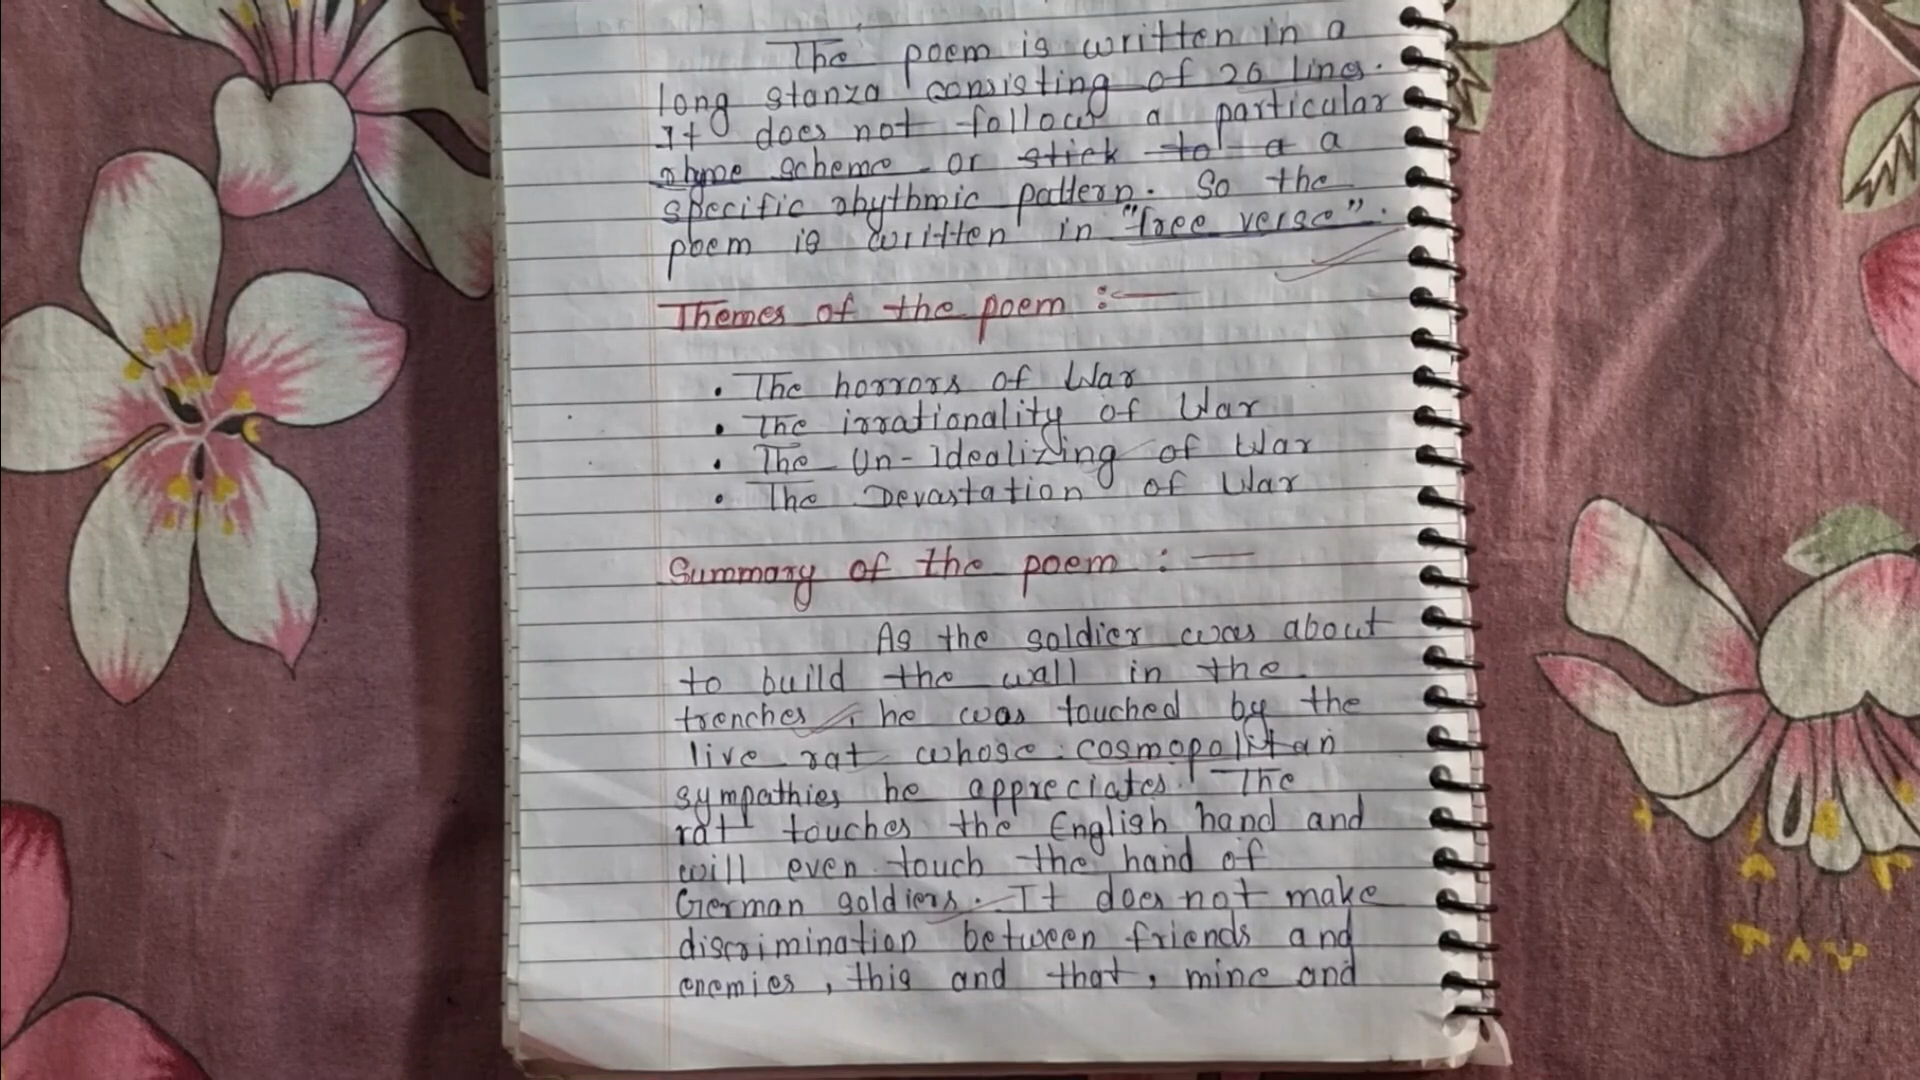 The poem is written in a
long stanza consisting of 26 lines.
It does not follow a particular
rhyme scheme or stick to a a
specific rhythmic pattern. So the
poem is written in "free verse".
Themes of the poem :-
• The horrors of War
• The irrationality of War
• The Un-Idealizing of War
• The Devastation of War
Summary of the poem : -
As the soldier was about
to build the wall in the
trenches, he was touched by the
live rat whose cosmopolitan
sympathies he appreciates. The
rat touches the English hand and
will even touch the hand of
German soldiers. It does not make
discrimination between friends and
enemies, this and that, mine and